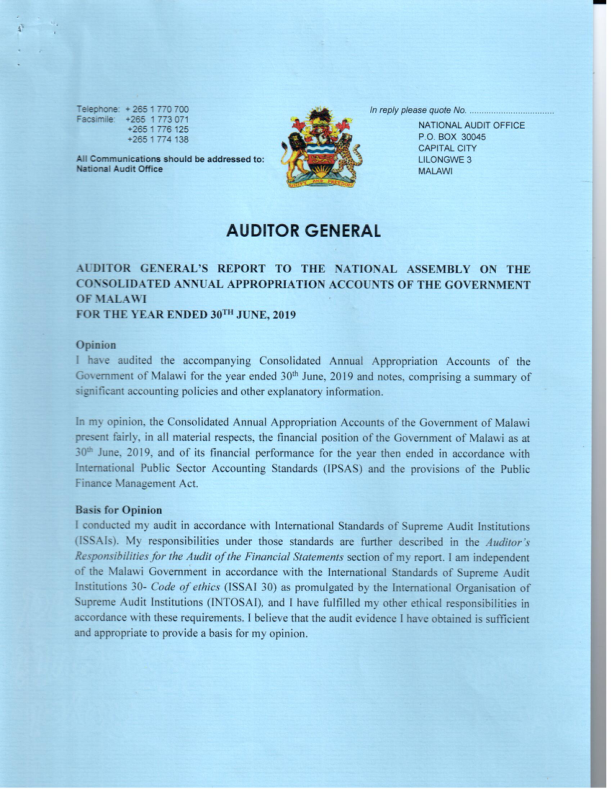 Telephone: + 265 1 770 700
Facsimile: +265 1 773 071
+265 1 776 125
+265 1 774 138
All Communications should be addressed to:
National Audit Office
In reply please quote No. ..................................
NATIONAL AUDIT OFFICE
P.O. BOX 30045
CAPITAL CITY
LILONGWE 3
MALAWI
UNITY AND FREEDOM
AUDITOR GENERAL
AUDITOR GENERAL'S REPORT TO THE NATIONAL ASSEMBLY ON THE
CONSOLIDATED ANNUAL APPROPRIATION ACCOUNTS OF THE GOVERNMENT
OF MALAWI
FOR THE YEAR ENDED 30TH JUNE, 2019
Opinion
I have audited the accompanying Consolidated Annual Appropriation Accounts of the
Government of Malawi for the year ended 30th June, 2019 and notes, comprising a summary of
significant accounting policies and other explanatory information.
In my opinion, the Consolidated Annual Appropriation Accounts of the Government of Malawi
present fairly, in all material respects, the financial position of the Government of Malawi as at
30th June, 2019, and of its financial performance for the year then ended in accordance with
International Public Sector Accounting Standards (IPSAS) and the provisions of the Public
Finance Management Act.
Basis for Opinion
I conducted my audit in accordance with International Standards of Supreme Audit Institutions
(ISSAIs). My responsibilities under those standards are further described in the Auditor's
Responsibilities for the Audit of the Financial Statements section of my report. I am independent
of the Malawi Government in accordance with the International Standards of Supreme Audit
Institutions 30- Code of ethics (ISSAI 30) as promulgated by the International Organisation of
Supreme Audit Institutions (INTOSAI), and I have fulfilled my other ethical responsibilities in
accordance with these requirements. I believe that the audit evidence I have obtained is sufficient
and appropriate to provide a basis for my opinion.